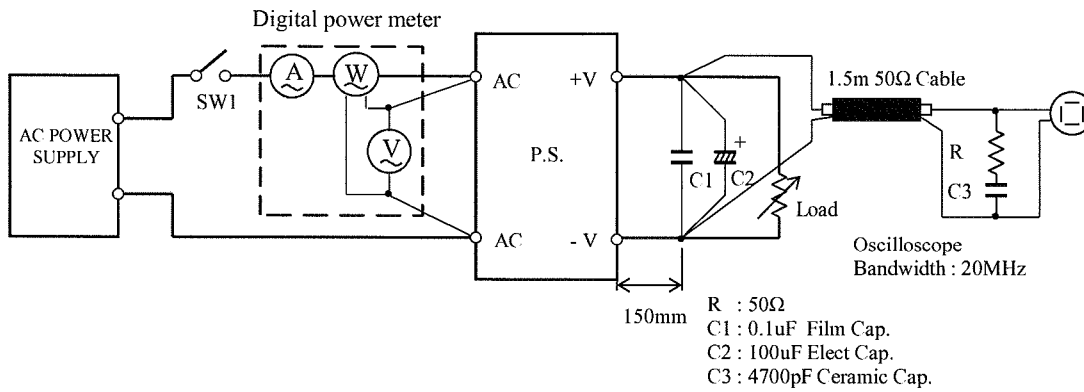 Digital power meter
A
W
V
SW1
AC POWER
SUPPLY
AC
AC
P.S.
+V
- V
C1
+
C2
Load
150mm
1.5m 50Ω Cable
R
C3
Oscilloscope
Bandwidth : 20MHz
R : 50Ω
C1 : 0.1uF Film Cap.
C2 : 100uF Elect Cap.
C3 : 4700pF Ceramic Cap.